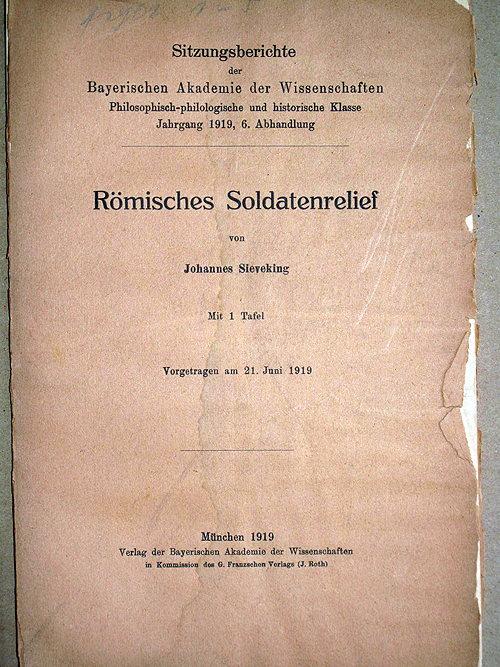 Sitzungsberichte
der
Bayerischen Akademie der Wissenschaften
Philosophisch-philologische und historische Klasse
Jahrgang 1919, 6. Abhandlung
Römisches Soldatenrelief
von
Johannes Sieveking
Mit 1 Tafel
Vorgetragen am 21. Juni 1919
München 1919
Verlag der Bayerischen Akademie der Wissenschaften
in Kommission des G. Franzschen Verlags (J. Roth)